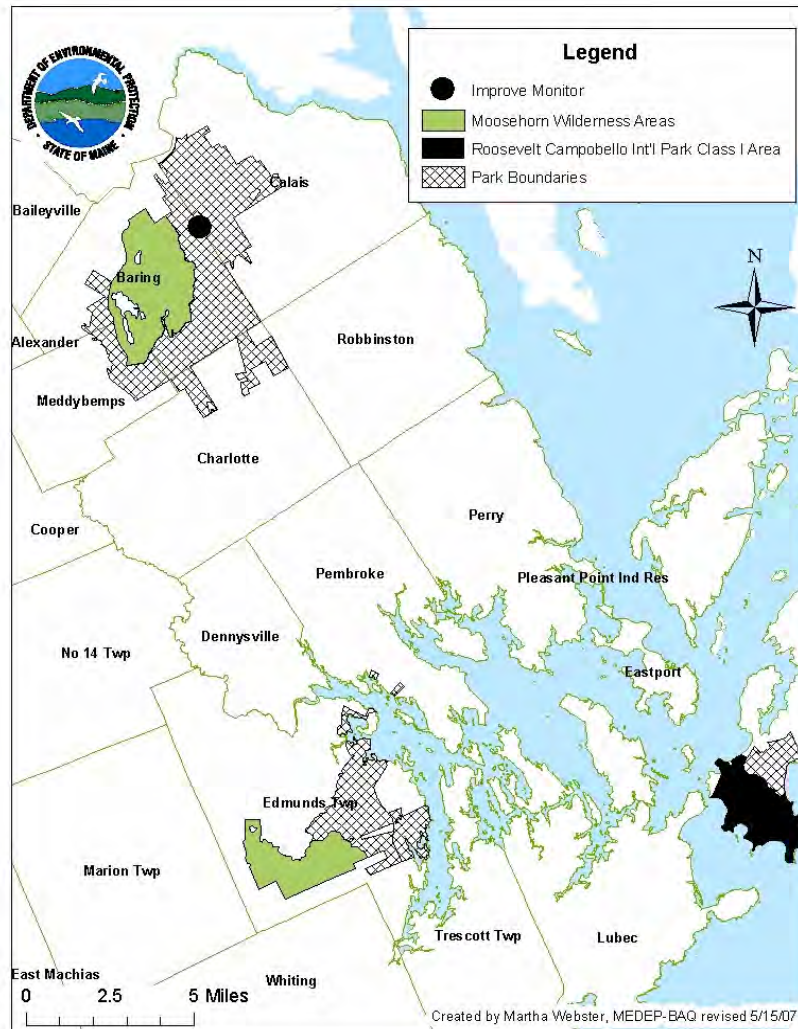 DEPARTMENT OF ENVIRONMENTAL PROTECTION
STATE OF MAINE
Legend
Improve Monitor
Moosehorn Wilderness Areas
Roosevelt Campobello Int'l Park Class I Area
Park Boundaries
Calais
Baileyville
N
Baring
Alexander
Robbinston
Meddybemps
Charlotte
Cooper
Perry
Pembroke
Pleasant Point Ind Res
Dennysville
No 14 Twp
Eastport
Edmunds Twp
Marion Twp
Trescott Twp
Lubec
East Machias
Whiting
0 2.5 5 Miles
Created by Martha Webster, MEDEP-BAQ revised 5/15/07